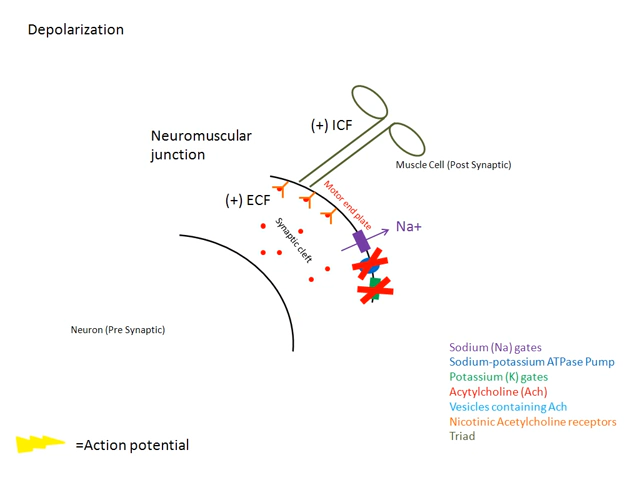 Depolarization
(+) ICF
Neuromuscular
junction
Muscle Cell (Post Synaptic)
Motor end plate
(+) ECF
Na+
Synaptic cleft
Neuron (Pre Synaptic)
Sodium (Na) gates
Sodium-potassium ATPase Pump
Potassium (K) gates
Acytylcholine (Ach)
Vesicles containing Ach
Nicotinic Acetylcholine receptors
Triad
=Action potential